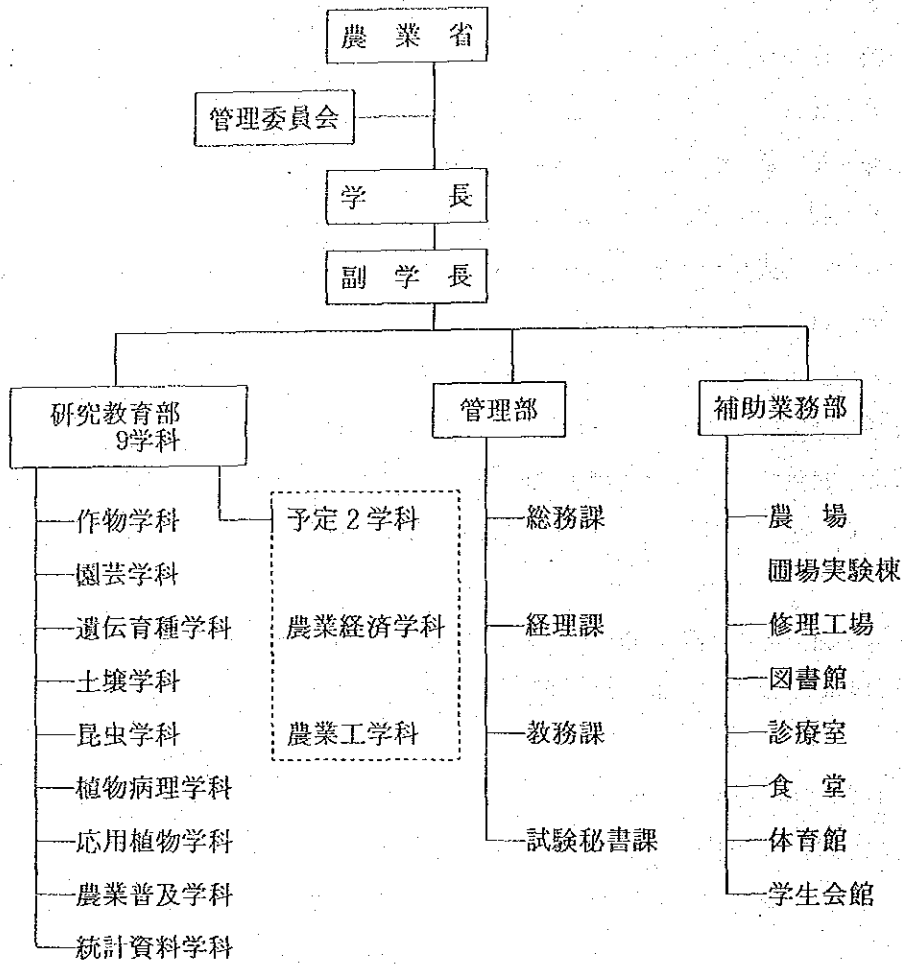 農業省
管理委員会
学長
副学長
研究教育部
9学科
作物学科
園芸学科
遺伝育種学科
土壌学科
昆虫学科
植物病理学科
応用植物学科
農業普及学科
統計資料学科
予定2学科
農業経済学科
農業工学科
管理部
総務課
経理課
教務課
試験秘書課
補助業務部
農場
圃場実験棟
修理工場
図書館
診療室
食堂
体育館
学生会館